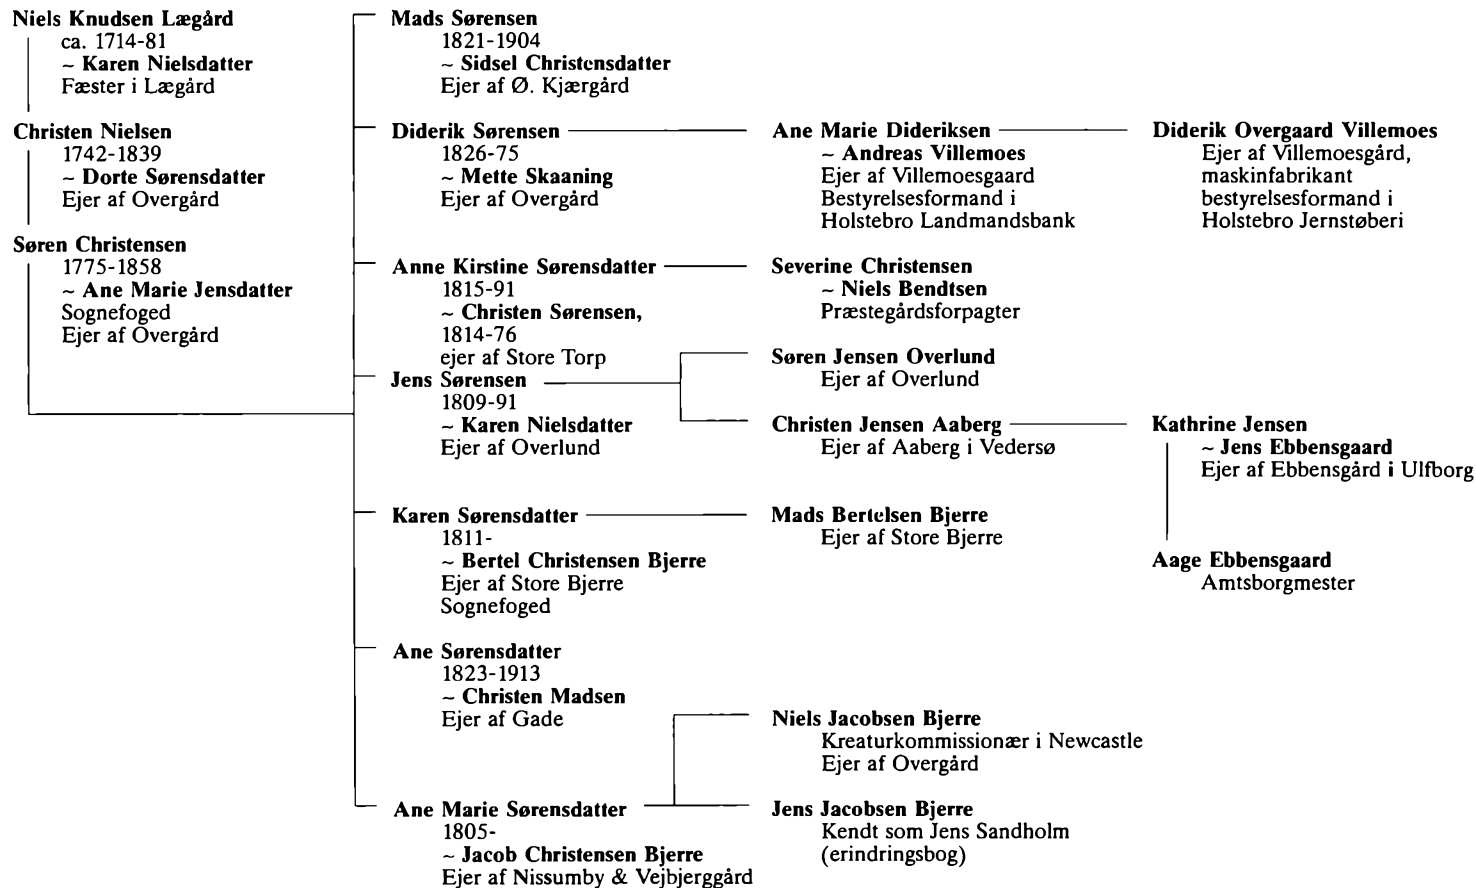 Niels Knudsen Lægård
ca. 1714-81
~ Karen Nielsdatter
Fæster i Lægård
Christen Nielsen
1742-1839
~ Dorte Sørensdatter
Ejer af Overgård
Søren Christensen
1775-1858
~ Ane Marie Jensdatter
Sognefoged
Ejer af Overgård
Mads Sørensen
1821-1904
~ Sidsel Christensdatter
Ejer af Ø. Kjærgård
Diderik Sørensen
1826-75
~ Mette Skaaning
Ejer af Overgård
Anne Kirstine Sørensdatter
1815-91
~ Christen Sørensen,
1814-76
ejer af Store Torp
Jens Sørensen
1809-91
~ Karen Nielsdatter
Ejer af Overlund
Karen Sørensdatter
1811-
~ Bertel Christensen Bjerre
Ejer af Store Bjerre
Sognefoged
Ane Sørensdatter
1823-1913
~ Christen Madsen
Ejer af Gade
Ane Marie Sørensdatter
1805-
~ Jacob Christensen Bjerre
Ejer af Nissumby & Vejbjerggård
Ane Marie Dideriksen
~ Andreas Villemoes
Ejer af Villemoesgaard
Bestyrelsesformand i
Holstebro Landmandsbank
Severine Christensen
~ Niels Bendtsen
Præstegårdsforpagter
Søren Jensen Overlund
Ejer af Overlund
Christen Jensen Aaberg
Ejer af Aaberg i Vedersø
Mads Bertelsen Bjerre
Ejer af Store Bjerre
Niels Jacobsen Bjerre
Kreaturkommissionær i Newcastle
Ejer af Overgård
Jens Jacobsen Bjerre
Kendt som Jens Sandholm
(erindringsbog)
Diderik Overgaard Villemoes
Ejer af Villemoesgård,
maskinfabrikant
bestyrelsesformand i
Holstebro Jernstøberi
Kathrine Jensen
~ Jens Ebbensgaard
Ejer af Ebbensgård i Ulfborg
Aage Ebbensgaard
Amtsborgmester